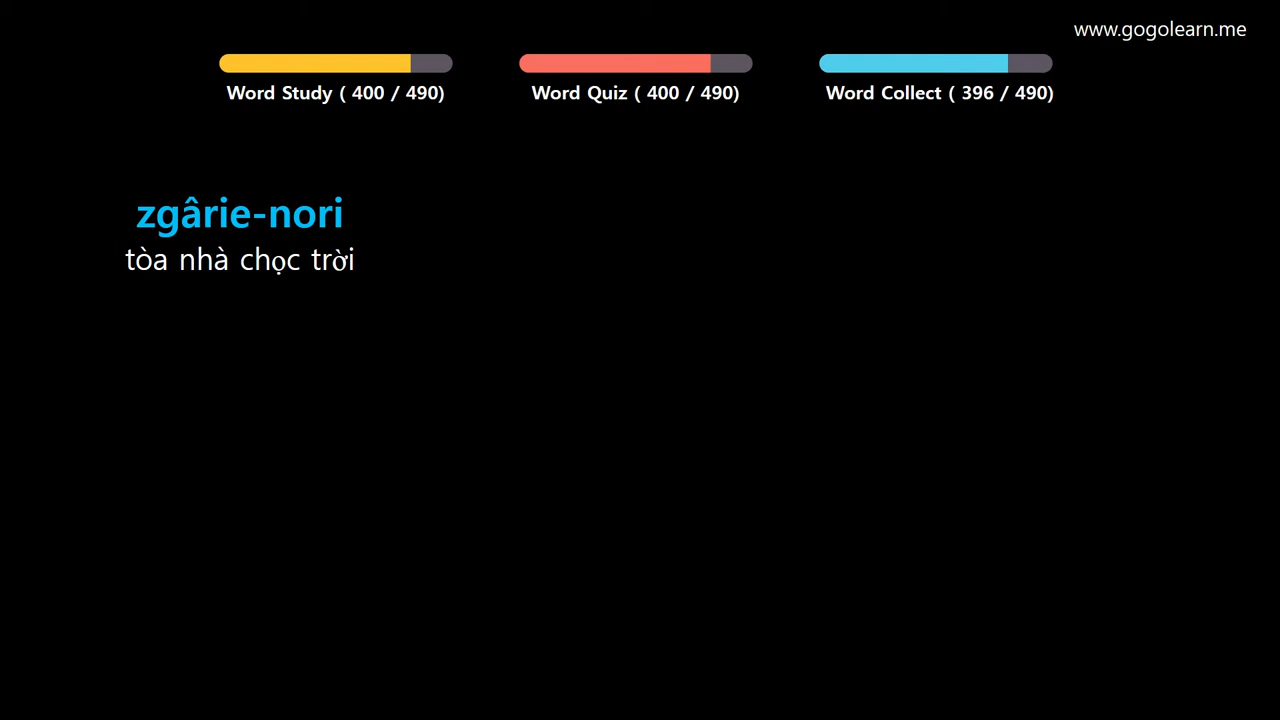 www.gogolearn.me
Word Study ( 400 / 490)
Word Quiz ( 400 / 490)
Word Collect ( 396 / 490)
zgârie-nori
tòa nhà chọc trời